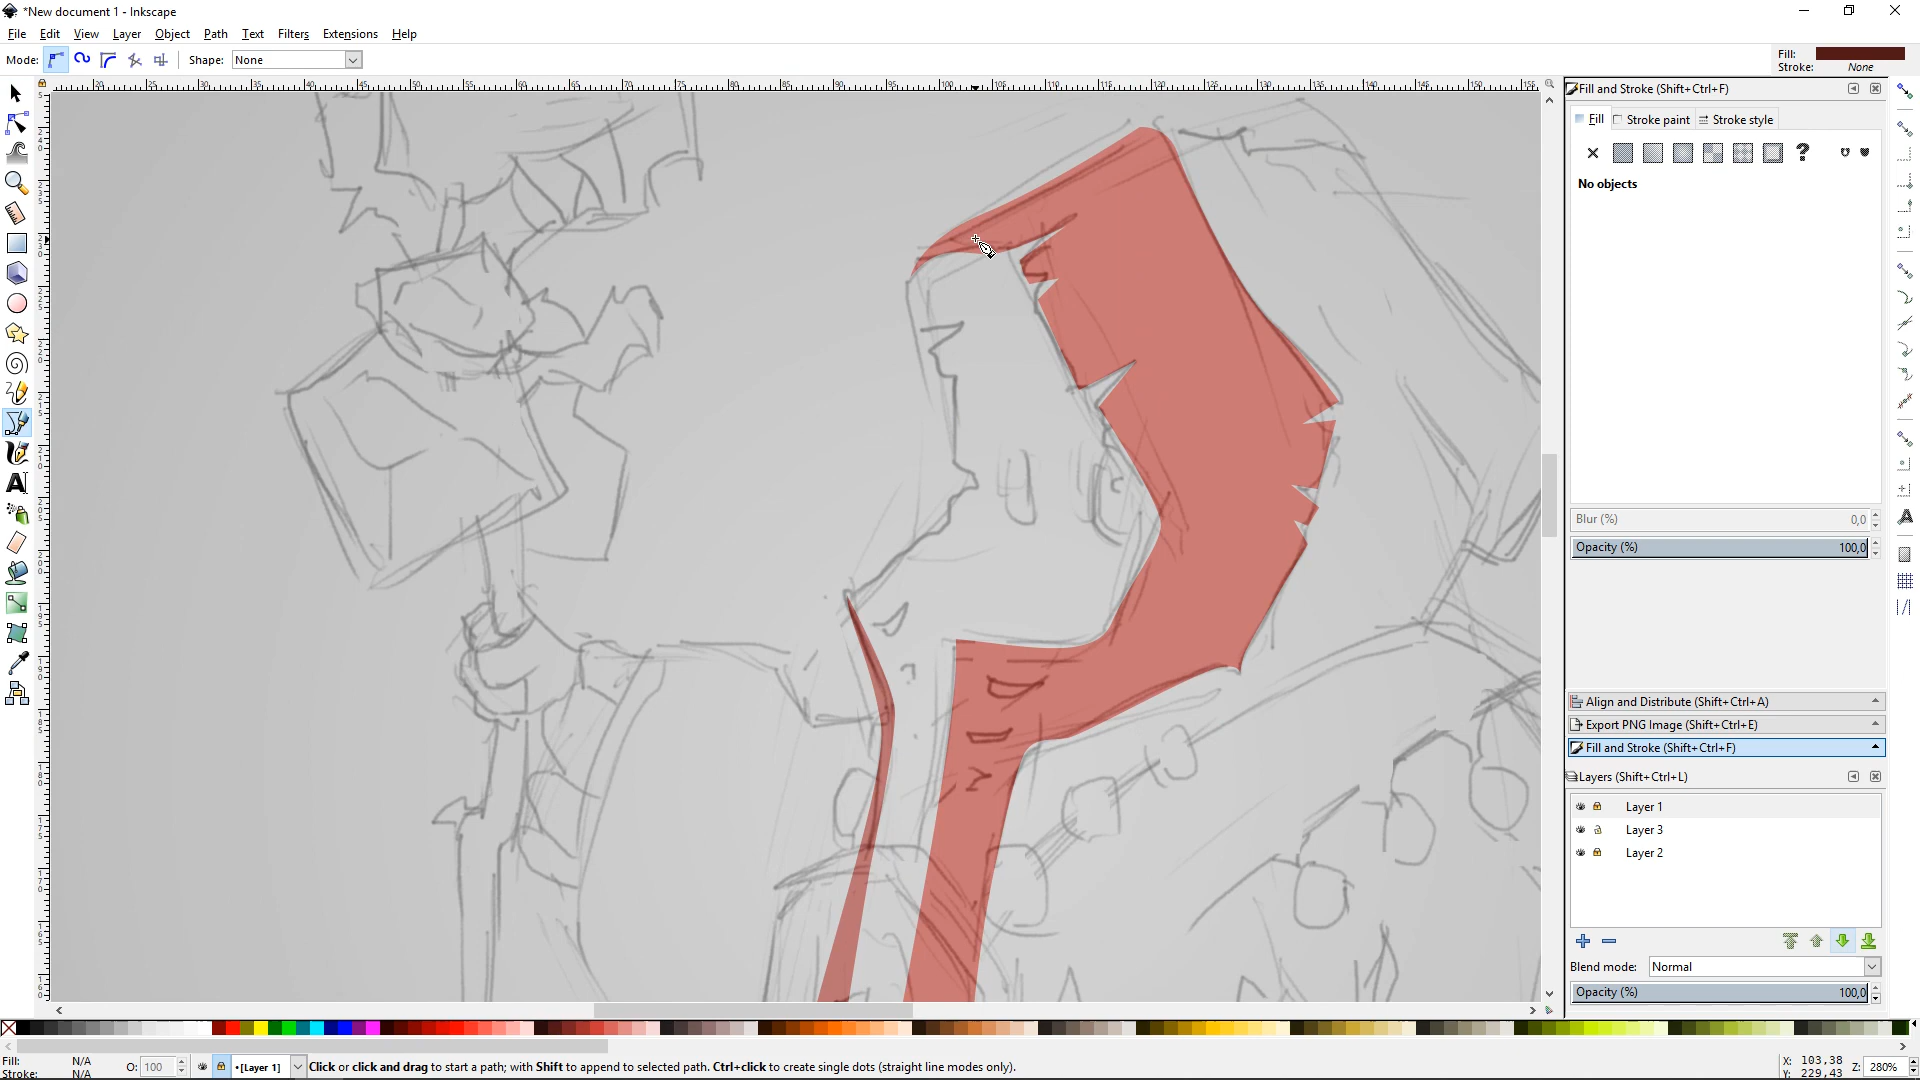 *New document 1 - Inkscape
File Edit View Layer Object Path Text Filters Extensions Help
Mode: Shape: None
Fill:
Stroke: None
Fill and Stroke (Shift+Ctrl+F)
Fill Stroke paint Stroke style
?
No objects
Blur (%) 0,0
Opacity (%) 100,0
Align and Distribute (Shift+Ctrl+A)
Export PNG Image (Shift+Ctrl+E)
Fill and Stroke (Shift+Ctrl+F)
Layers (Shift+Ctrl+L)
Layer 1
Layer 3
Layer 2
Blend mode: Normal
Opacity (%) 100,0
Fill: N/A
Stroke: N/A
O: 100
•[Layer 1]
Click or click and drag to start a path; with Shift to append to selected path. Ctrl+click to create single dots (straight line modes only).
X: 103,38
Y: 229,43
Z: 280%